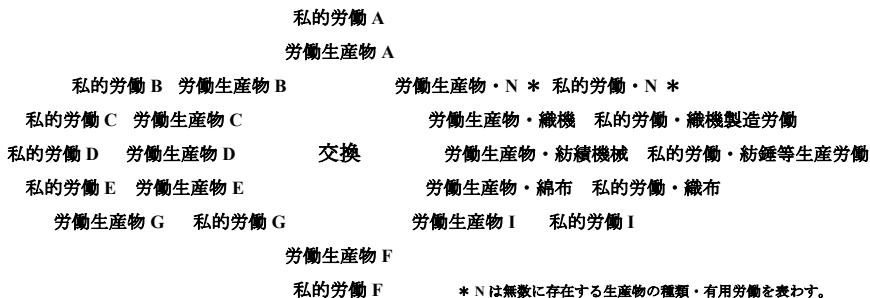 私的労働 A
労働生産物 A
私的労働 B 労働生産物 B 労働生産物・N ＊ 私的労働・N ＊
私的労働 C 労働生産物 C 労働生産物・織機 私的労働・織機製造労働
私的労働 D 労働生産物 D 交換 労働生産物・紡績機械 私的労働・紡錘等生産労働
私的労働 E 労働生産物 E 労働生産物・綿布 私的労働・織布
労働生産物 G 私的労働 G 労働生産物 I 私的労働 I
労働生産物 F
私的労働 F ＊ N は無数に存在する生産物の種類・有用労働を表わす。